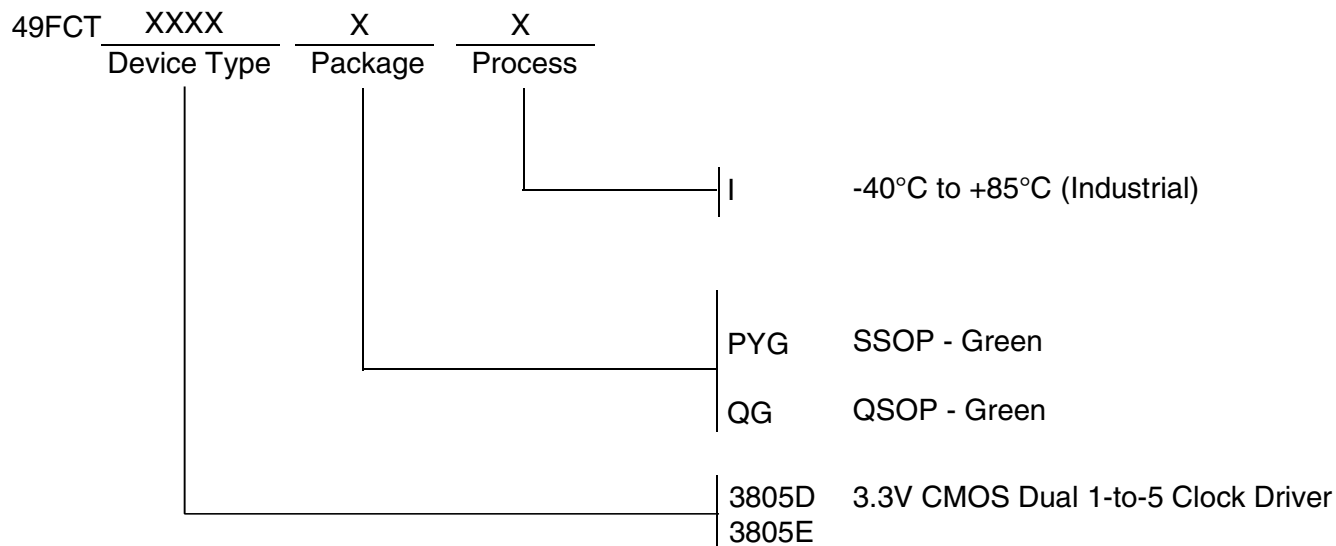 49FCT XXXX X X
Device Type Package Process
I -40°C to +85°C (Industrial)
PYG SSOP - Green
QG QSOP - Green
3805D 3.3V CMOS Dual 1-to-5 Clock Driver
3805E